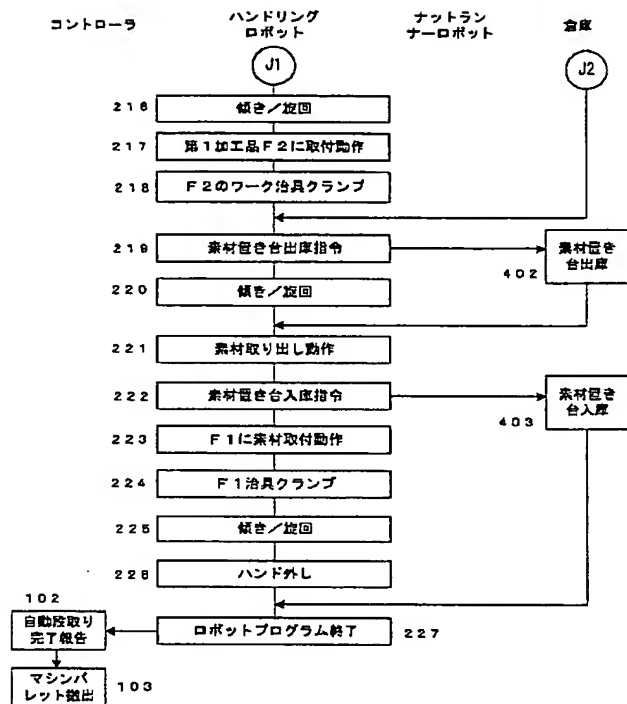 コントローラ
ハンドリング
ロボット
ナットラン
ナーロボット
倉庫
J1
J2
216
傾き/旋回
217
第1加工品F2に取付動作
218
F2のワーク治具クランプ
219
素材置き台出庫指令
素材置き
台出庫
402
220
傾き/旋回
221
素材取り出し動作
222
素材置き台入庫指令
素材置き
台入庫
403
223
F1に素材取付動作
224
F1治具クランプ
225
傾き/旋回
226
ハンド外し
102
自動段取り
完了報告
ロボットプログラム終了
227
マシンパ
レット搬出
103